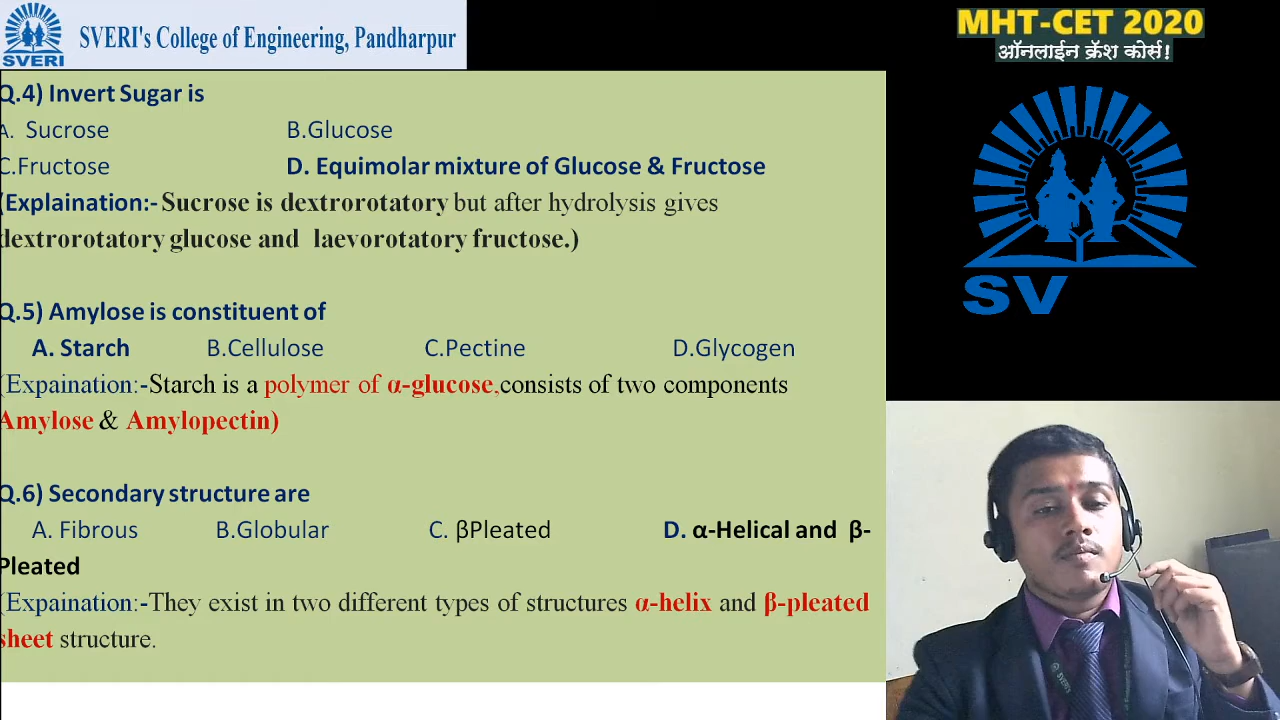 SVERI
SVERI's College of Engineering, Pandharpur
MHT-CET 2020
ऑनलाईन क्रॅश कोर्स!
Q.4) Invert Sugar is
A. Sucrose B.Glucose
C.Fructose D. Equimolar mixture of Glucose & Fructose
(Explaination:- Sucrose is dextrorotatory but after hydrolysis gives
dextrorotatory glucose and laevorotatory fructose.)
Q.5) Amylose is constituent of
A. Starch B.Cellulose C.Pectine D.Glycogen
(Expaination:-Starch is a polymer of α-glucose,consists of two components
Amylose & Amylopectin)
Q.6) Secondary structure are
A. Fibrous B.Globular C. βPleated D. α-Helical and β-
Pleated
(Expaination:-They exist in two different types of structures α-helix and β-pleated
sheet structure.
SV
SVERI